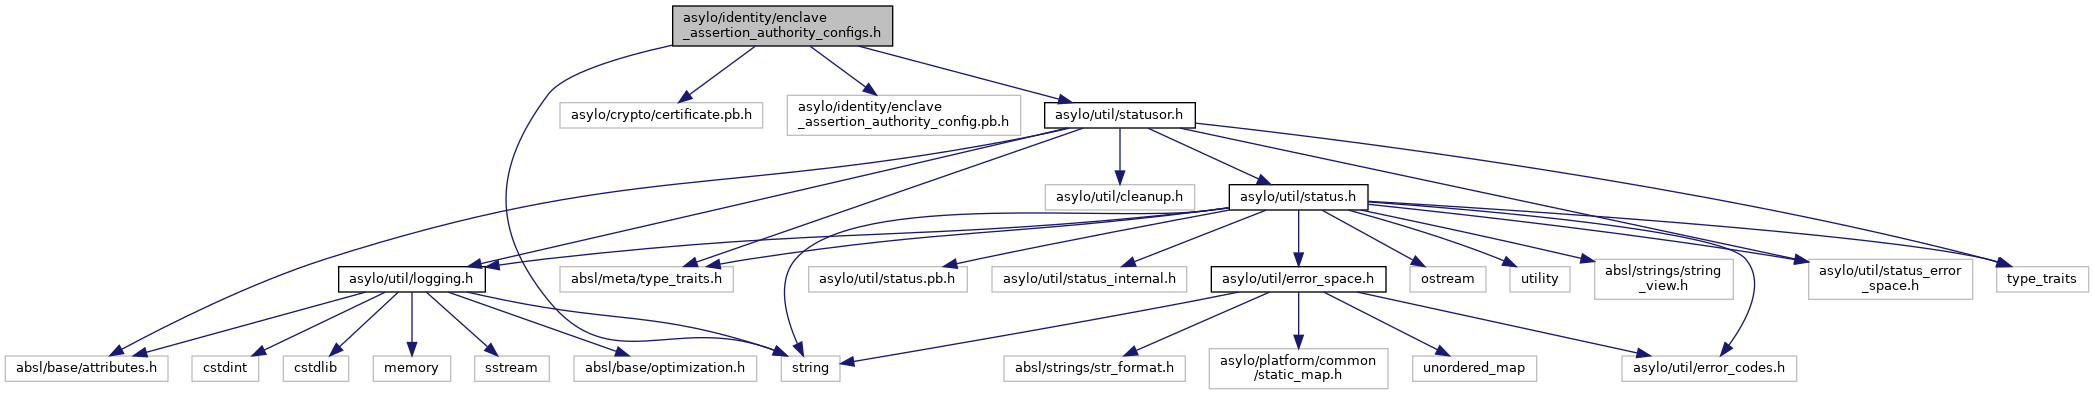 asylo/identity/enclave
_assertion_authority_configs.h
asylo/crypto/certificate.pb.h
asylo/identity/enclave
_assertion_authority_config.pb.h
asylo/util/statusor.h
asylo/util/cleanup.h
asylo/util/status.h
asylo/util/logging.h
absl/meta/type_traits.h
asylo/util/status.pb.h
asylo/util/status_internal.h
asylo/util/error_space.h
ostream
utility
absl/strings/string
_view.h
asylo/util/status_error
_space.h
type_traits
absl/base/attributes.h
cstdint
cstdlib
memory
sstream
absl/base/optimization.h
string
absl/strings/str_format.h
asylo/platform/common
/static_map.h
unordered_map
asylo/util/error_codes.h